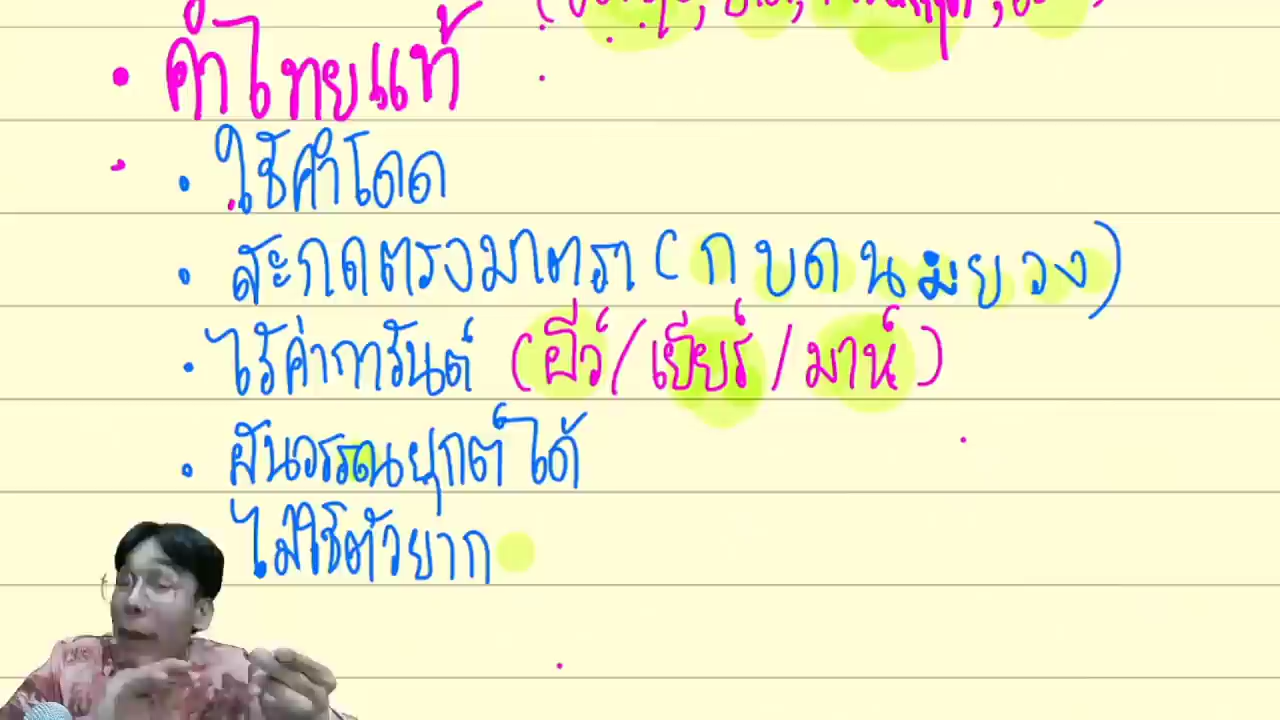 • คำไทยแท้
• ใช้คำโดด
• สะกดตรงมาตรา (ก บ ด น ม ย ว ง)
• ไร้ค่าการันต์ (ผีว์/เยียร์/มาห์)
• ผันวรรณยุกต์ได้
ไม่ใช้ตัวยาก